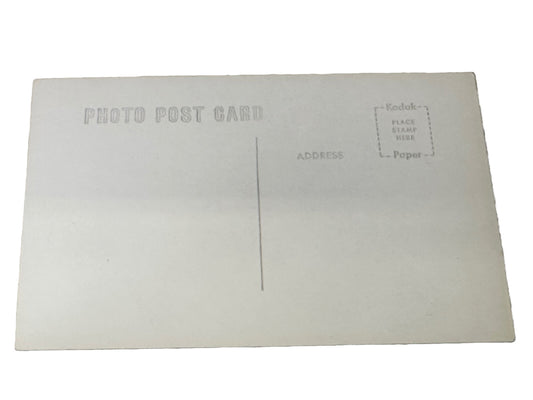 PHOTO POST CARD
ADDRESS
Kodak
PLACE
STAMP
HERE
Paper